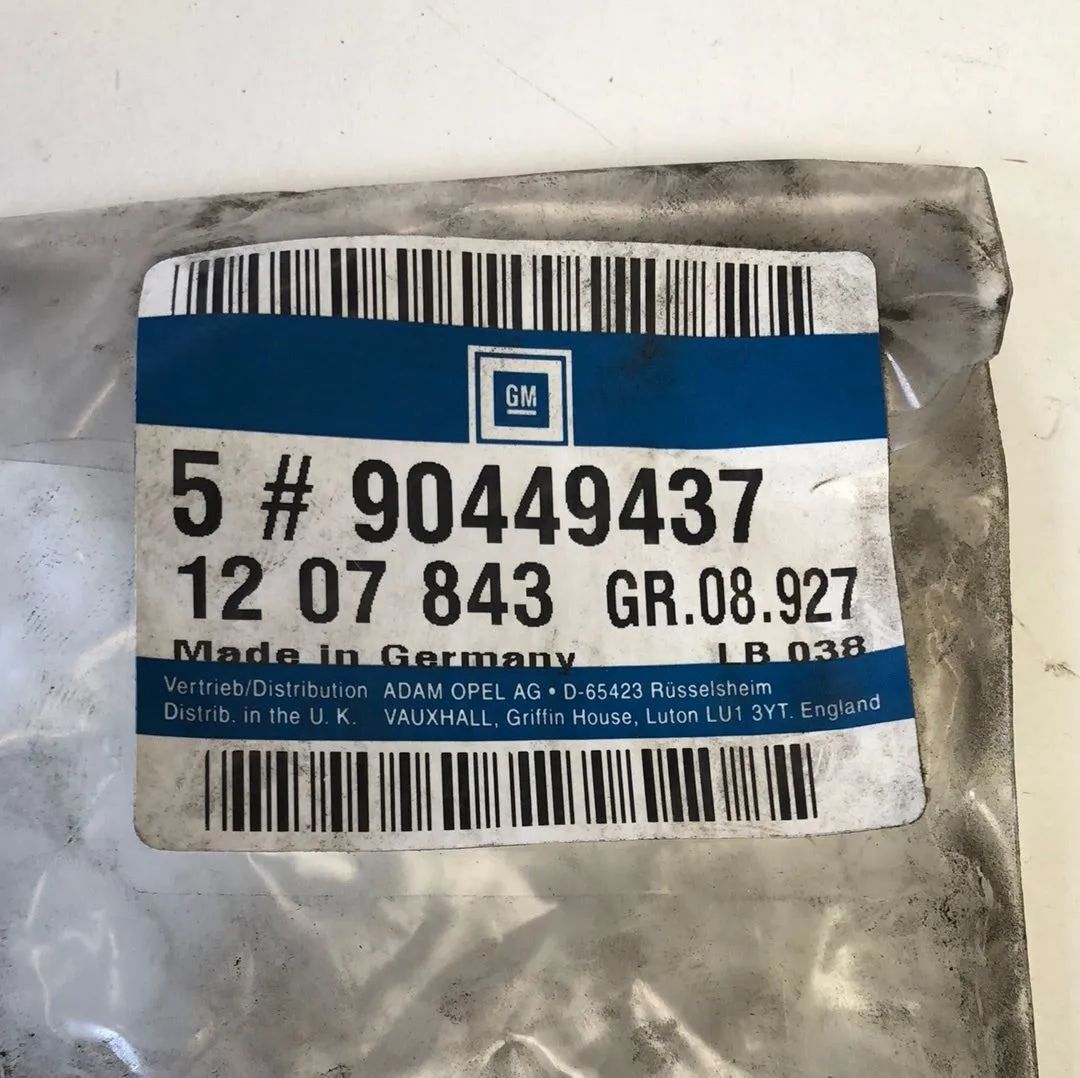 GM
5 # 90449437
12 07 843 GR.08.927
Made in Germany LB 038
Vertrieb/Distribution ADAM OPEL AG • D-65423 Rüsselsheim
Distrib. in the U. K. VAUXHALL, Griffin House, Luton LU1 3YT. England